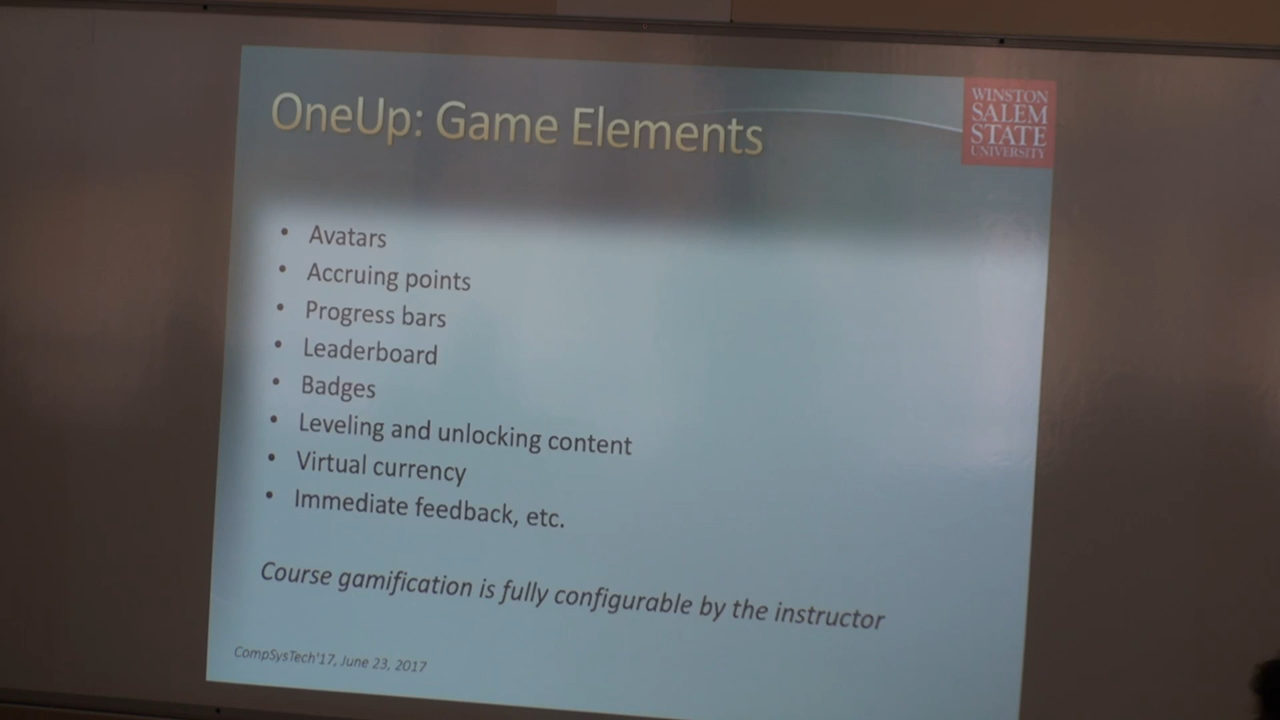 OneUp: Game Elements
WINSTON
SALEM
STATE
UNIVERSITY
• Avatars
• Accruing points
• Progress bars
• Leaderboard
• Badges
• Leveling and unlocking content
• Virtual currency
• Immediate feedback, etc.
Course gamification is fully configurable by the instructor
CompSysTech'17, June 23, 2017